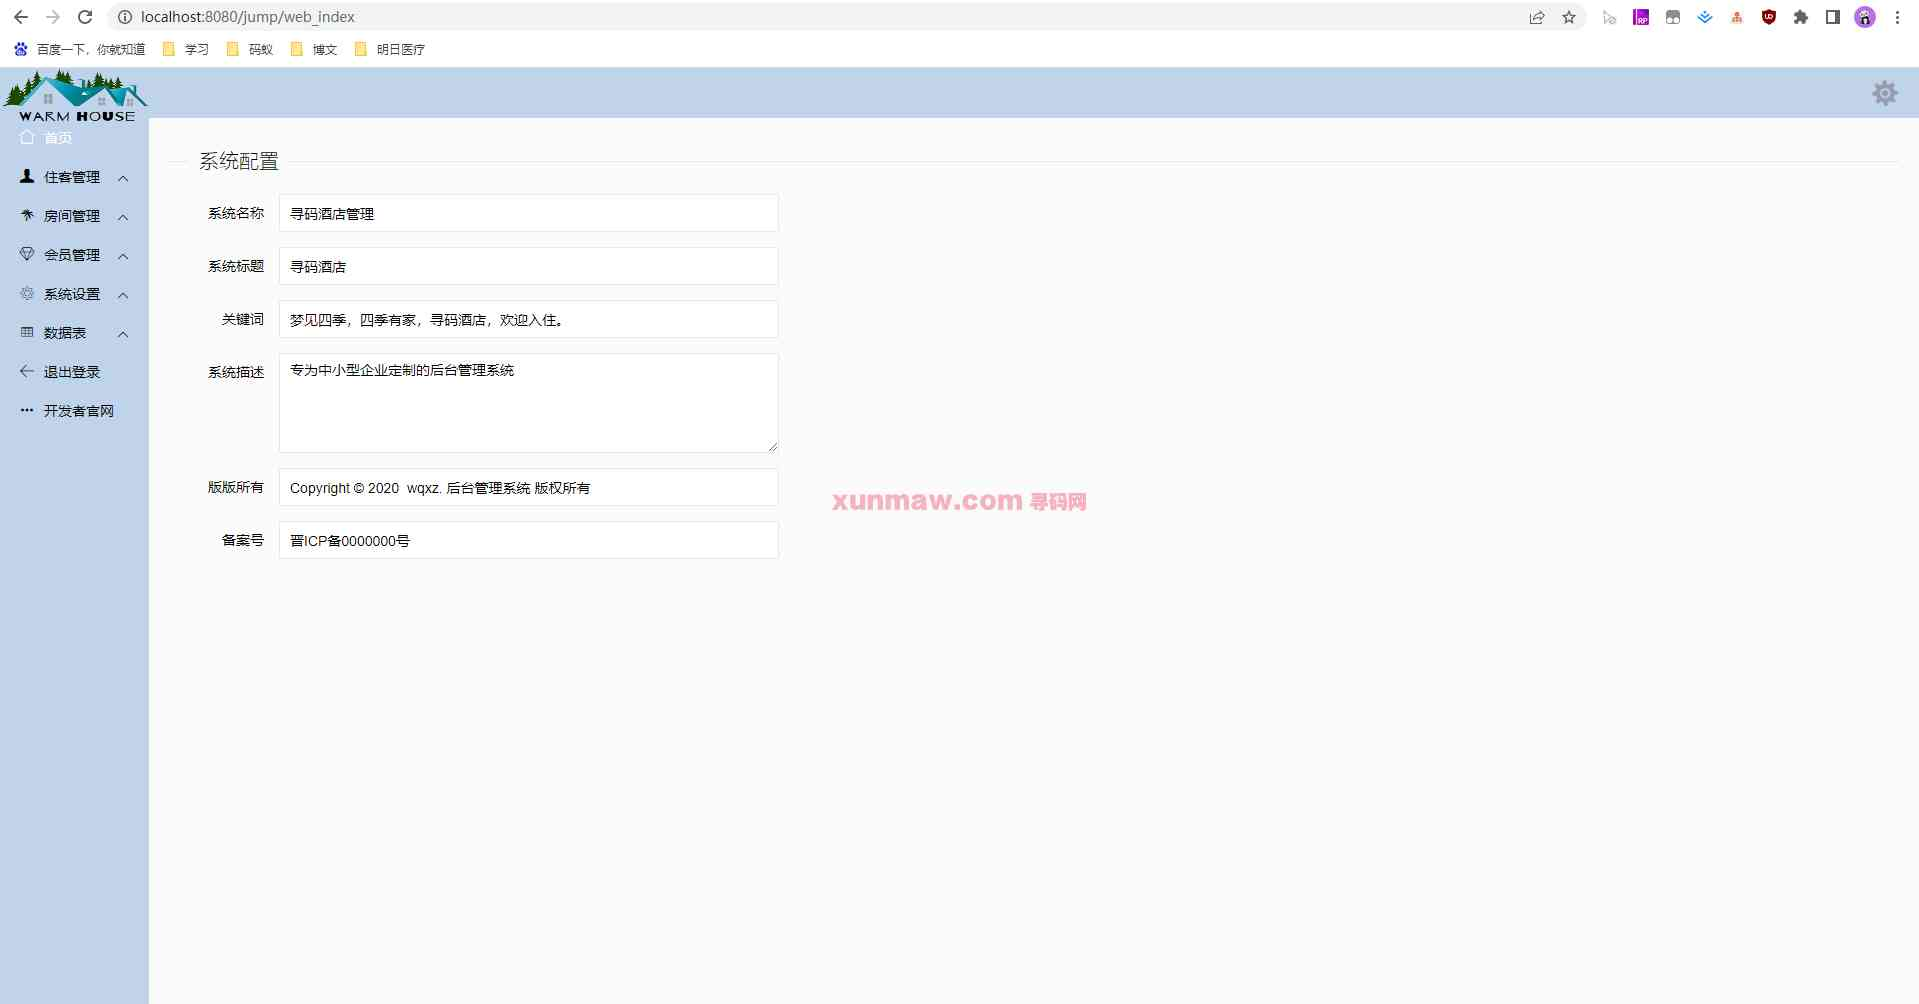 localhost:8080/jump/web_index
百度一下，你就知道 学习 码蚁 博文 明日医疗
WARM HOUSE
首页
住客管理
房间管理
会员管理
系统设置
数据表
退出登录
开发者官网
系统配置
系统名称 寻码酒店管理
系统标题 寻码酒店
关键词 梦见四季，四季有家，寻码酒店，欢迎入住。
系统描述 专为中小型企业定制的后台管理系统
版版所有 Copyright © 2020  wqxz. 后台管理系统 版权所有
备案号 晋ICP备0000000号
xunmaw.com 寻码网